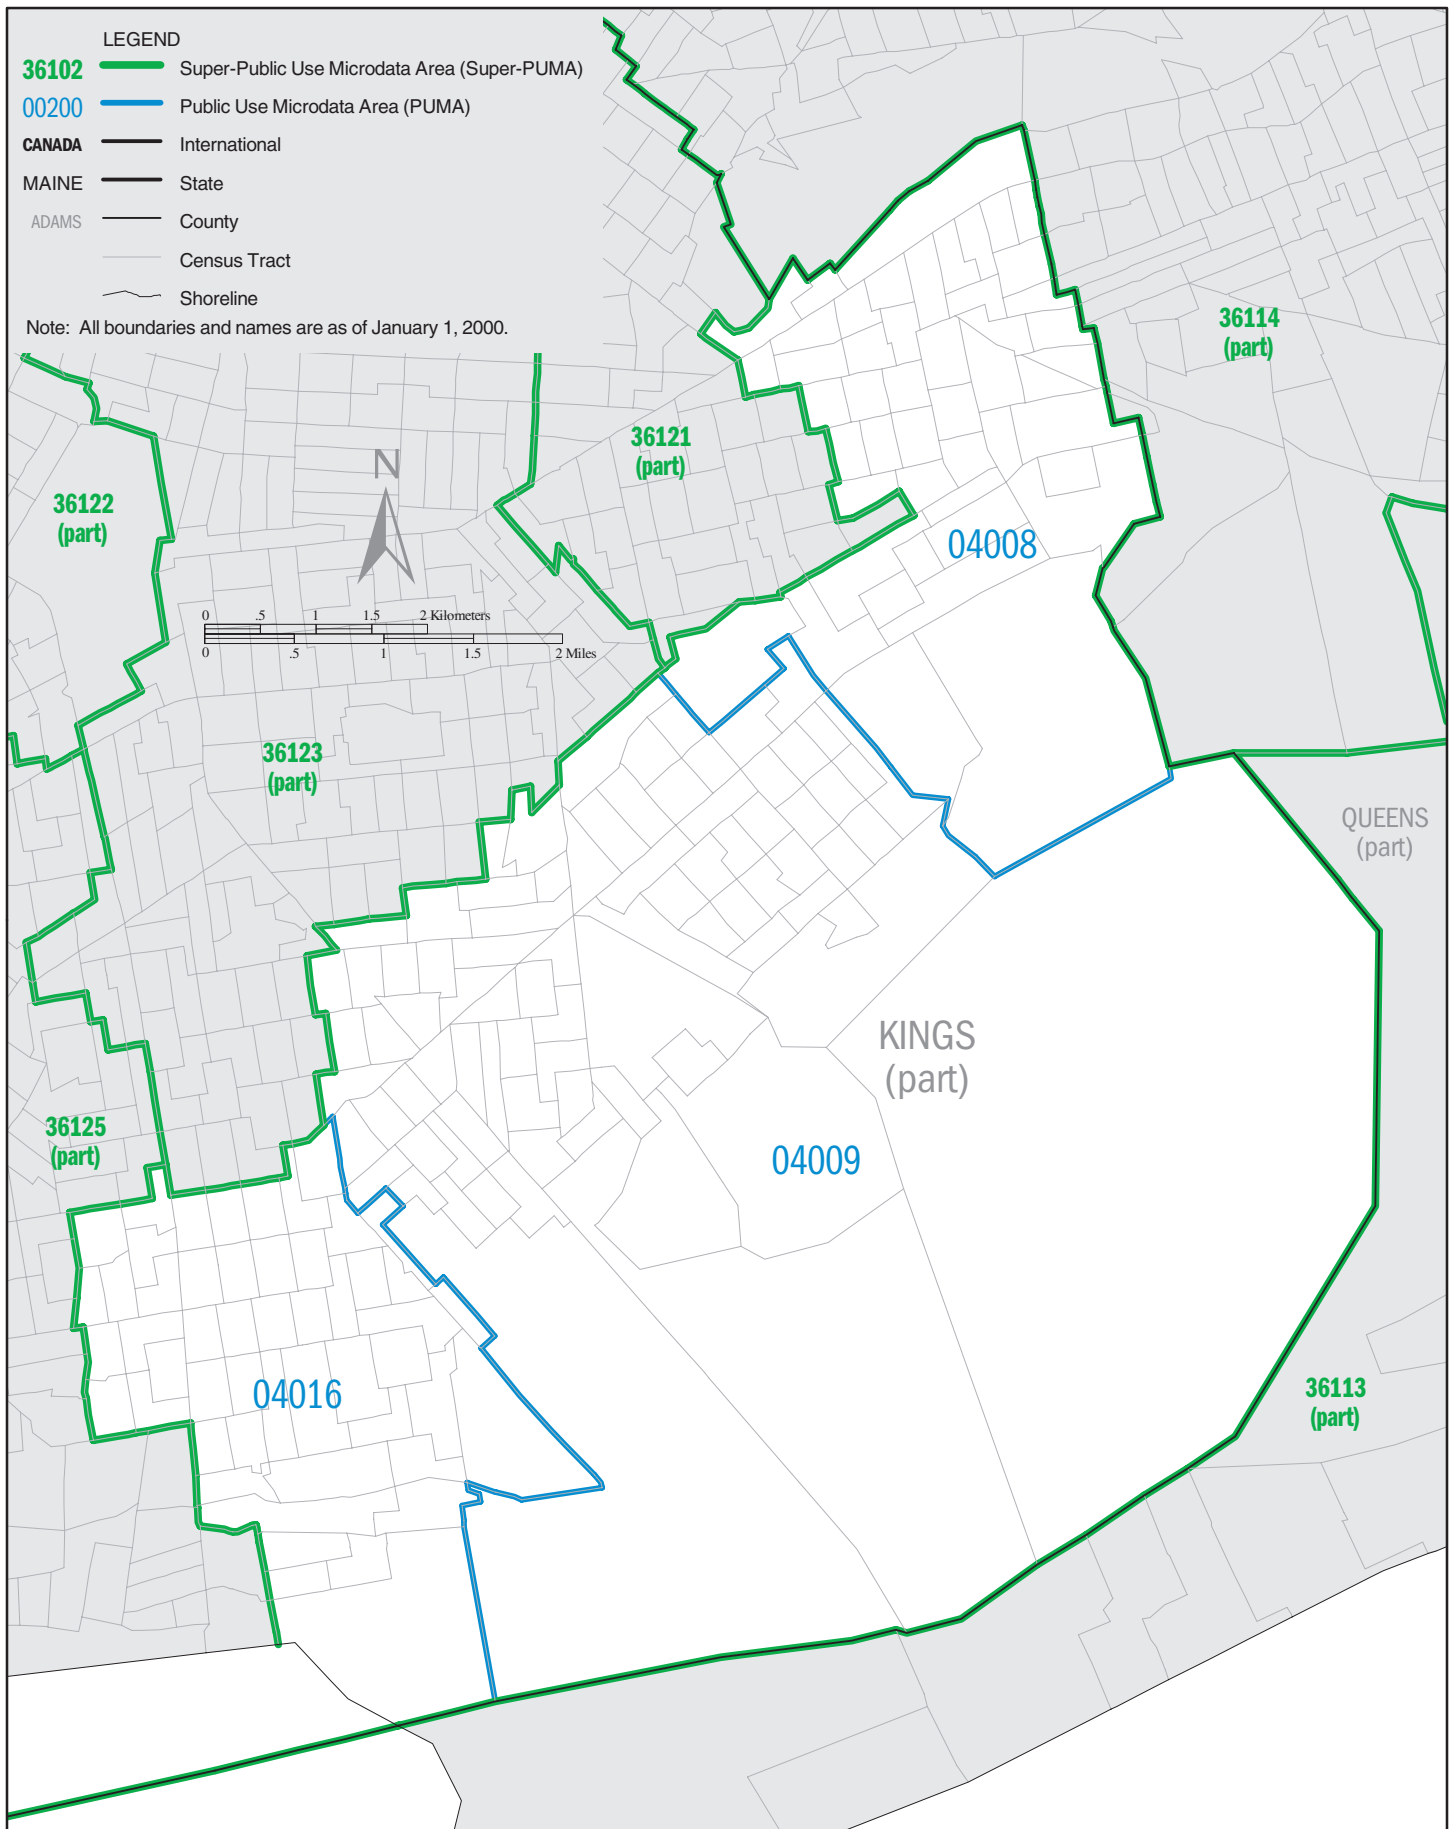 LEGEND
36102 Super-Public Use Microdata Area (Super-PUMA)
00200 Public Use Microdata Area (PUMA)
CANADA International
MAINE State
ADAMS County
Census Tract
Shoreline
Note: All boundaries and names are as of January 1, 2000.
36114
(part)
36121
(part)
N
36122
(part)
04008
0 .5 1 1.5 2 Kilometers
0 .5 1 1.5 2 Miles
36123
(part)
QUEENS
(part)
KINGS
(part)
36125
(part)
04009
04016
36113
(part)